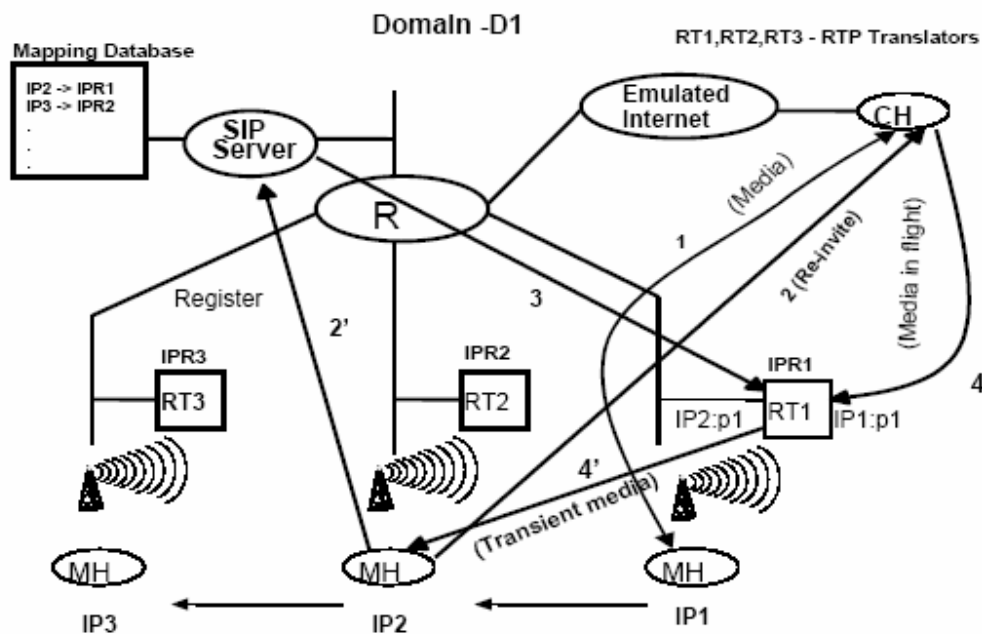 Domain -D1
RT1,RT2,RT3 - RTP Translators
Mapping Database
IP2 -> IPR1
IP3 -> IPR2
.
.
.
SIP
Server
Emulated
Internet
CH
R
(Media)
1
2 (Re-invite)
(Media in flight)
Register
2’
3
IPR3
RT3
IPR2
RT2
IPR1
RT1
IP2:p1
IP1:p1
4
4’
(Transient media)
MH
MH
MH
IP3
IP2
IP1